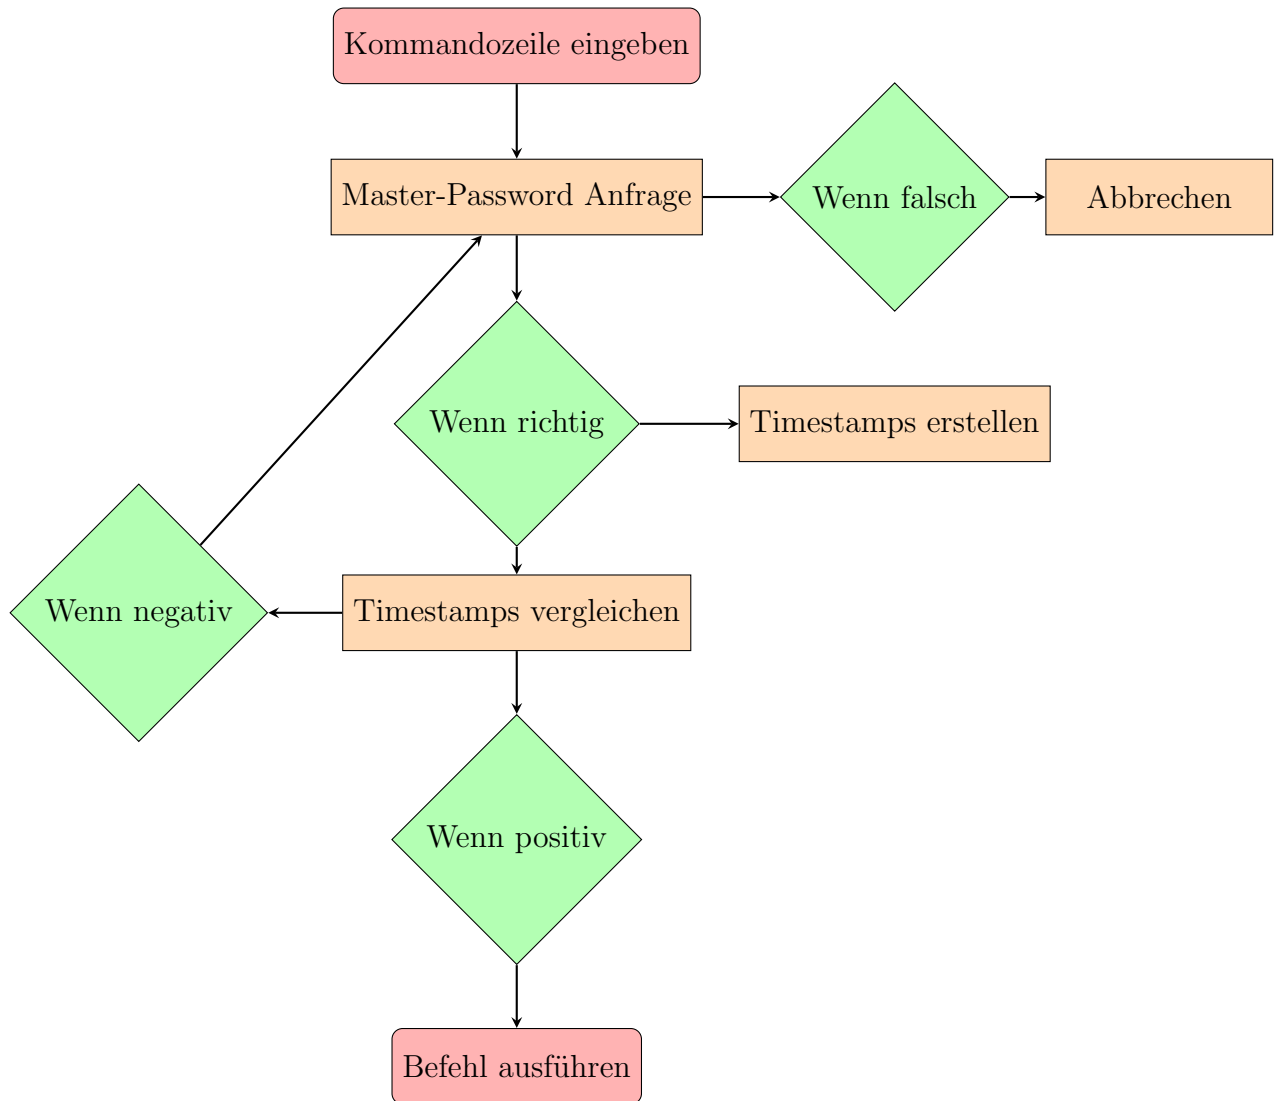 Kommandozeile eingeben
Master-Password Anfrage
Wenn falsch
Abbrechen
Wenn richtig
Timestamps erstellen
Wenn negativ
Timestamps vergleichen
Wenn positiv
Befehl ausführen